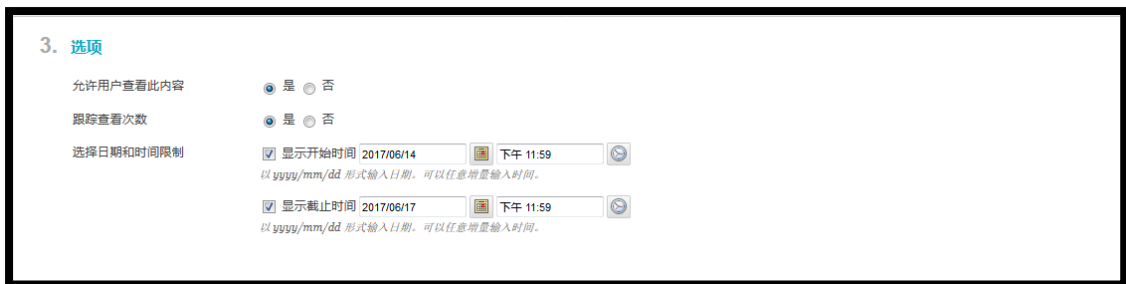 3. 选项
允许用户查看此内容 是 否
跟踪查看次数 是 否
选择日期和时间限制 显示开始时间 2017/06/14 下午 11:59
以 yyyy/mm/dd 形式输入日期。可以任意增量输入时间。
显示截止时间 2017/06/17 下午 11:59
以 yyyy/mm/dd 形式输入日期。可以任意增量输入时间。